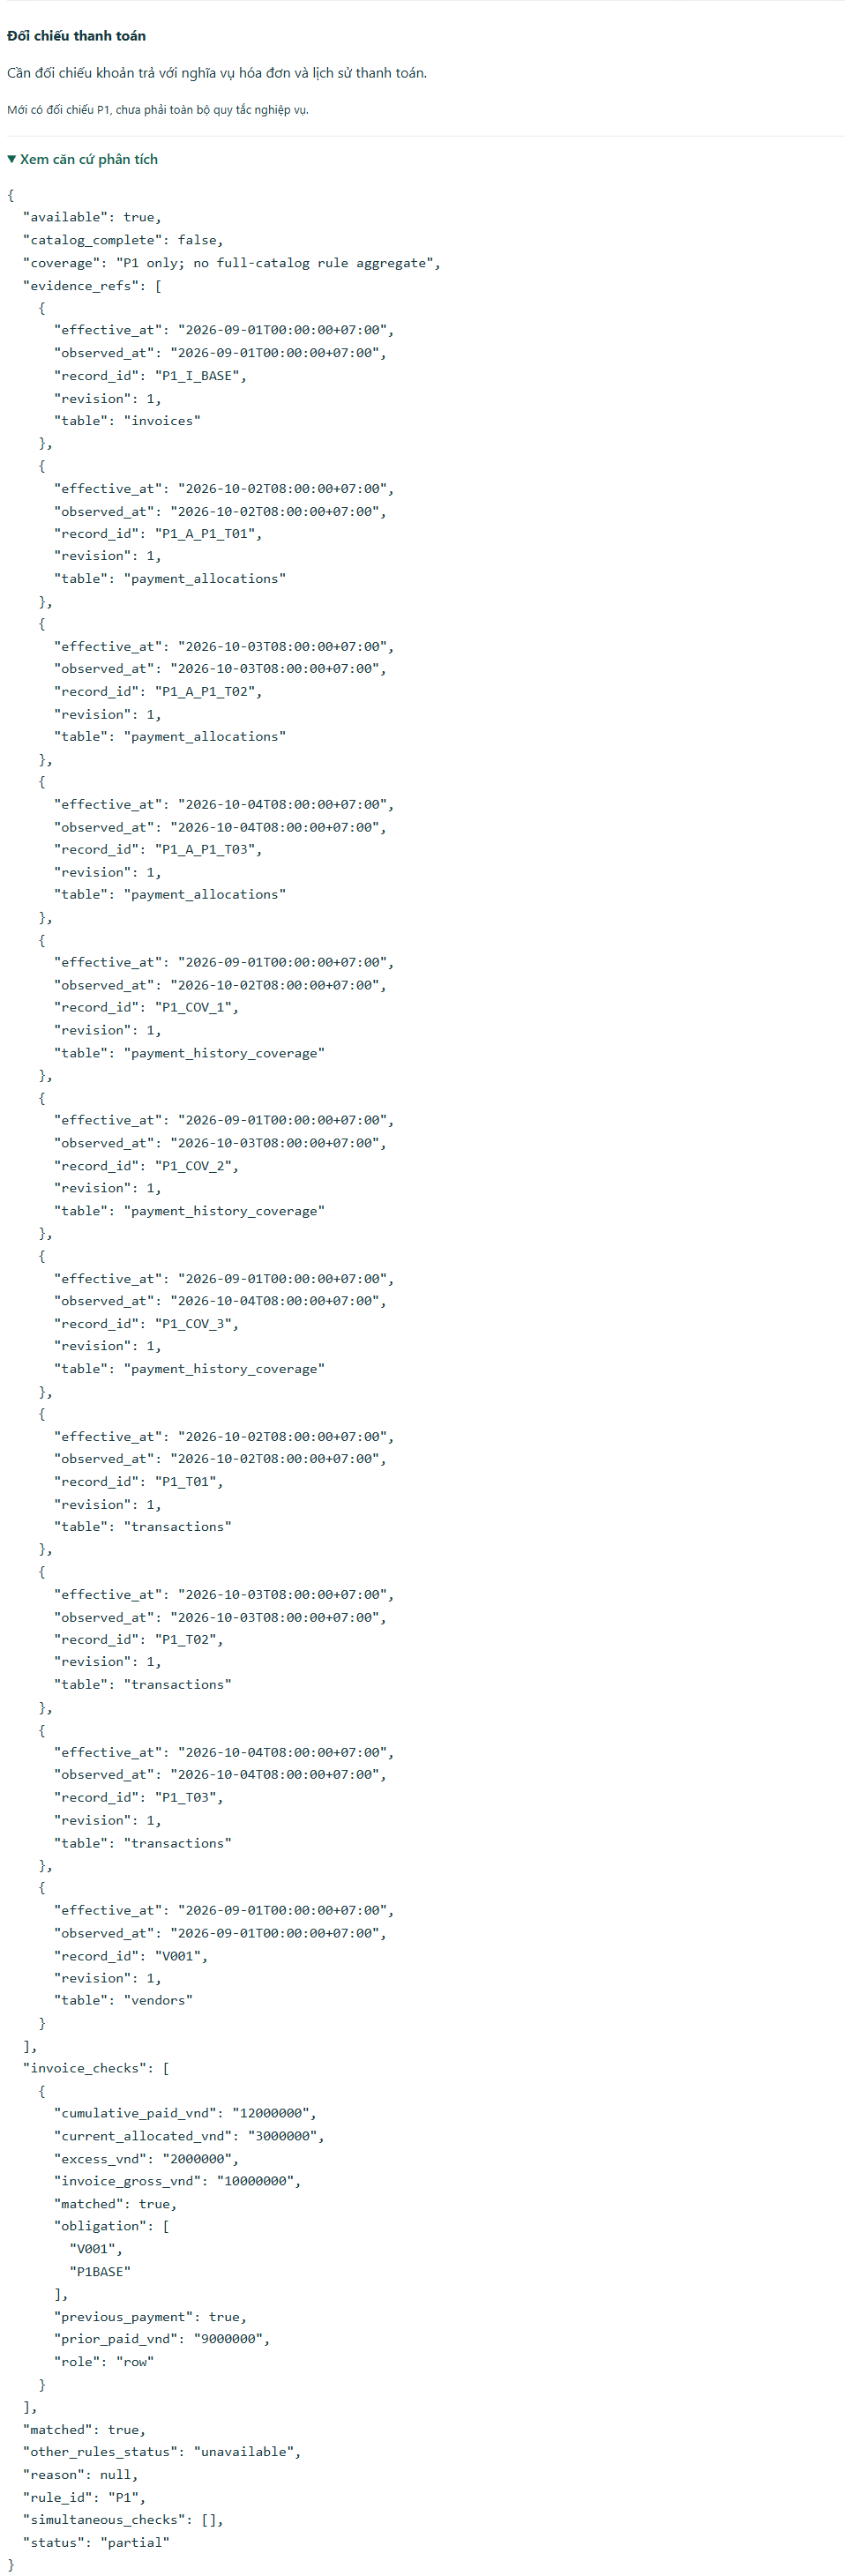 Đối chiếu thanh toán
Cần đối chiếu khoản trả với nghĩa vụ hóa đơn và lịch sử thanh toán.
Mới có đối chiếu P1, chưa phải toàn bộ quy tắc nghiệp vụ.
▼ Xem căn cứ phân tích
{
  "available": true,
  "catalog_complete": false,
  "coverage": "P1 only; no full-catalog rule aggregate",
  "evidence_refs": [
    {
      "effective_at": "2026-09-01T00:00:00+07:00",
      "observed_at": "2026-09-01T00:00:00+07:00",
      "record_id": "P1_I_BASE",
      "revision": 1,
      "table": "invoices"
    },
    {
      "effective_at": "2026-10-02T08:00:00+07:00",
      "observed_at": "2026-10-02T08:00:00+07:00",
      "record_id": "P1_A_P1_T01",
      "revision": 1,
      "table": "payment_allocations"
    },
    {
      "effective_at": "2026-10-03T08:00:00+07:00",
      "observed_at": "2026-10-03T08:00:00+07:00",
      "record_id": "P1_A_P1_T02",
      "revision": 1,
      "table": "payment_allocations"
    },
    {
      "effective_at": "2026-10-04T08:00:00+07:00",
      "observed_at": "2026-10-04T08:00:00+07:00",
      "record_id": "P1_A_P1_T03",
      "revision": 1,
      "table": "payment_allocations"
    },
    {
      "effective_at": "2026-09-01T00:00:00+07:00",
      "observed_at": "2026-10-02T08:00:00+07:00",
      "record_id": "P1_COV_1",
      "revision": 1,
      "table": "payment_history_coverage"
    },
    {
      "effective_at": "2026-09-01T00:00:00+07:00",
      "observed_at": "2026-10-03T08:00:00+07:00",
      "record_id": "P1_COV_2",
      "revision": 1,
      "table": "payment_history_coverage"
    },
    {
      "effective_at": "2026-09-01T00:00:00+07:00",
      "observed_at": "2026-10-04T08:00:00+07:00",
      "record_id": "P1_COV_3",
      "revision": 1,
      "table": "payment_history_coverage"
    },
    {
      "effective_at": "2026-10-02T08:00:00+07:00",
      "observed_at": "2026-10-02T08:00:00+07:00",
      "record_id": "P1_T01",
      "revision": 1,
      "table": "transactions"
    },
    {
      "effective_at": "2026-10-03T08:00:00+07:00",
      "observed_at": "2026-10-03T08:00:00+07:00",
      "record_id": "P1_T02",
      "revision": 1,
      "table": "transactions"
    },
    {
      "effective_at": "2026-10-04T08:00:00+07:00",
      "observed_at": "2026-10-04T08:00:00+07:00",
      "record_id": "P1_T03",
      "revision": 1,
      "table": "transactions"
    },
    {
      "effective_at": "2026-09-01T00:00:00+07:00",
      "observed_at": "2026-09-01T00:00:00+07:00",
      "record_id": "V001",
      "revision": 1,
      "table": "vendors"
    }
  ],
  "invoice_checks": [
    {
      "cumulative_paid_vnd": "12000000",
      "current_allocated_vnd": "3000000",
      "excess_vnd": "2000000",
      "invoice_gross_vnd": "10000000",
      "matched": true,
      "obligation": [
        "V001",
        "P1BASE"
      ],
      "previous_payment": true,
      "prior_paid_vnd": "9000000",
      "role": "row"
    }
  ],
  "matched": true,
  "other_rules_status": "unavailable",
  "reason": null,
  "rule_id": "P1",
  "simultaneous_checks": [],
  "status": "partial"
}